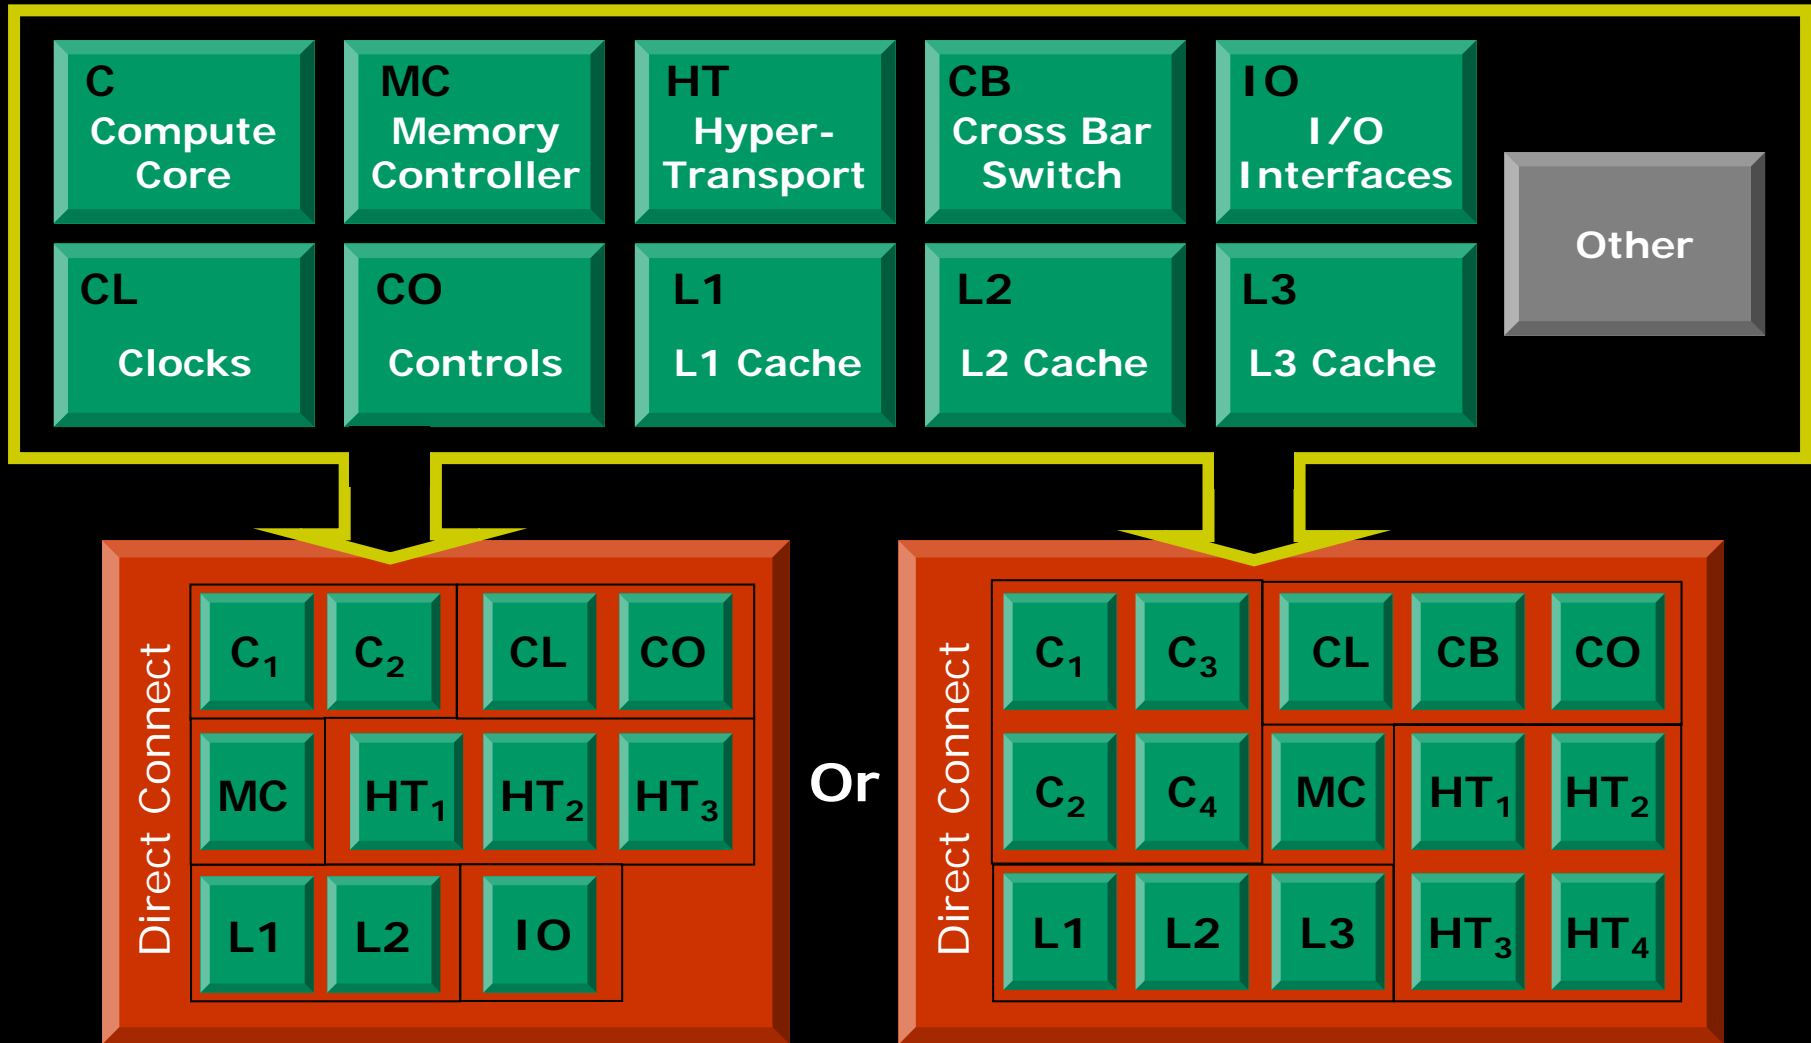 C
Compute
Core
MC
Memory
Controller
HT
Hyper-
Transport
CB
Cross Bar
Switch
IO
I/O
Interfaces
CL
Clocks
CO
Controls
L1
L1 Cache
L2
L2 Cache
L3
L3 Cache
Other
Direct Connect
C₁ C₂ CL CO
MC HT₁ HT₂ HT₃
L1 L2 IO
Or
Direct Connect
C₁ C₃ CL CB CO
C₂ C₄ MC HT₁ HT₂
L1 L2 L3 HT₃ HT₄